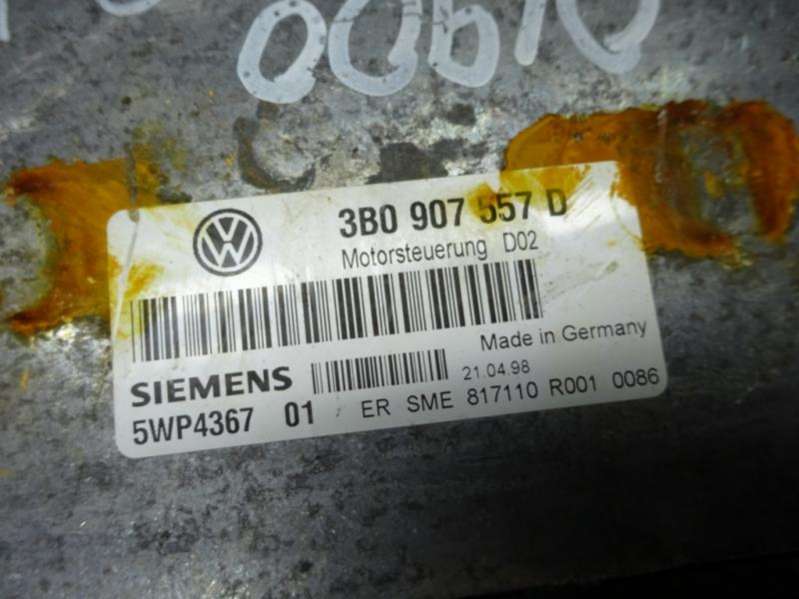 3B0 907 557 D
Motorsteuerung D02
Made in Germany
SIEMENS
21.04.98
5WP4367 01
ER SME 817110 R001 0086